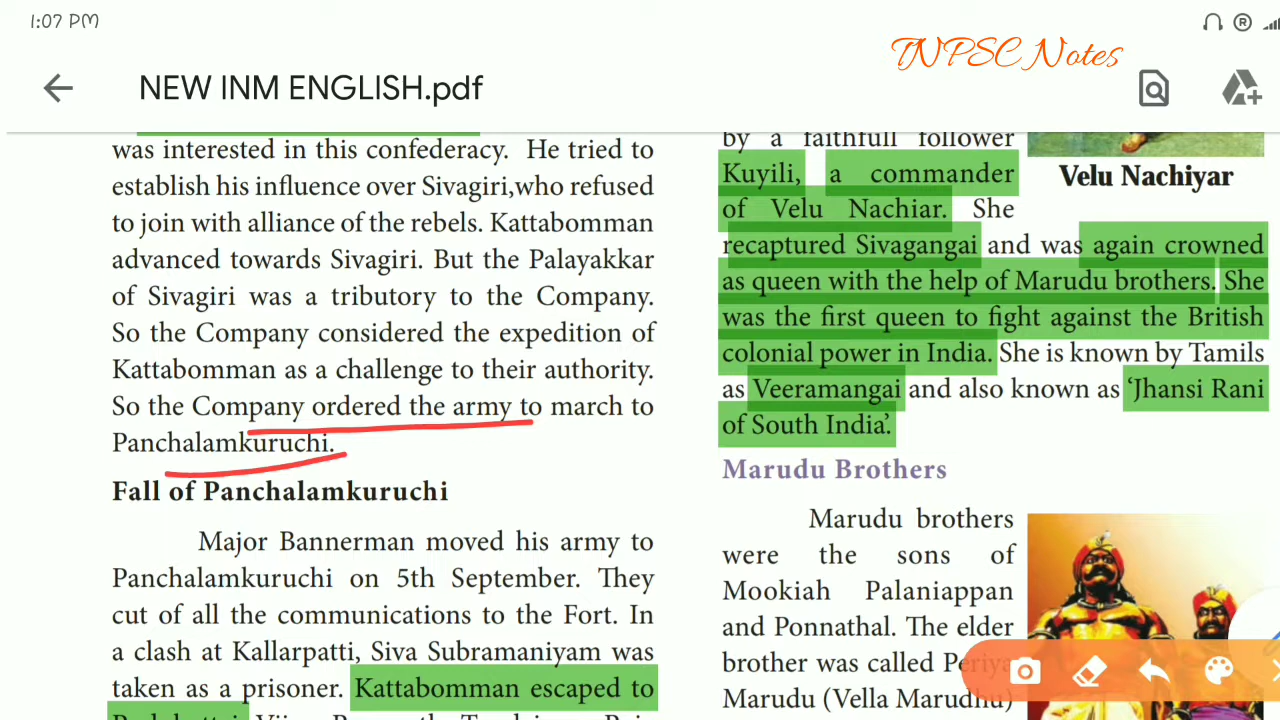 1:07 PM
TNPSC Notes
NEW INM ENGLISH.pdf
was interested in this confederacy. He tried to
establish his influence over Sivagiri,who refused
to join with alliance of the rebels. Kattabomman
advanced towards Sivagiri. But the Palayakkar
of Sivagiri was a tributory to the Company.
So the Company considered the expedition of
Kattabomman as a challenge to their authority.
So the Company ordered the army to march to
Panchalamkuruchi.
Fall of Panchalamkuruchi
Major Bannerman moved his army to
Panchalamkuruchi on 5th September. They
cut of all the communications to the Fort. In
a clash at Kallarpatti, Siva Subramaniyam was
taken as a prisoner. Kattabomman escaped to
by a faithfull follower
Kuyili, a commander
of Velu Nachiar. She
recaptured Sivagangai and was again crowned
as queen with the help of Marudu brothers. She
was the first queen to fight against the British
colonial power in India. She is known by Tamils
as Veeramangai and also known as ‘Jhansi Rani
of South India’.
Velu Nachiyar
Marudu Brothers
Marudu brothers
were the sons of
Mookiah Palaniappan
and Ponnathal. The elder
brother was called Periya
Marudu (Vella Marudhu)